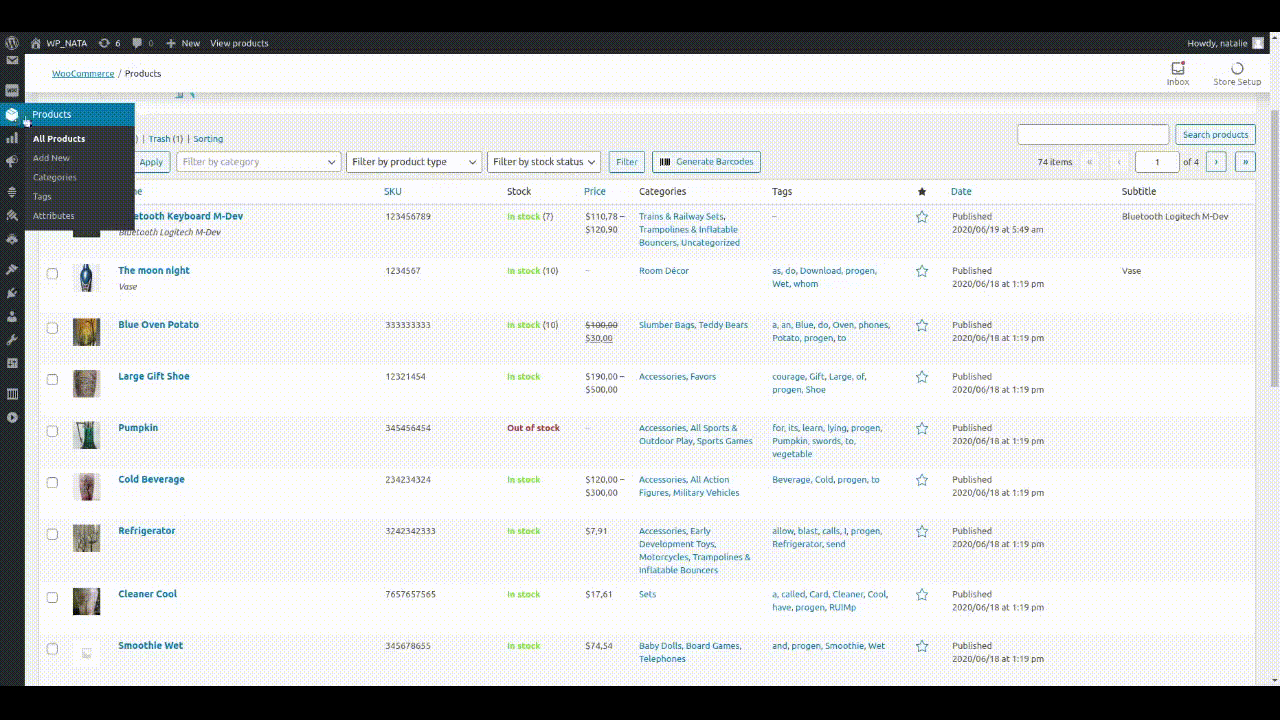 WP_NATA 6 0 New View products Howdy, natalie
WooCommerce / Products Inbox Store Setup
Products
All Products
Add New
Categories
Tags
Attributes
) | Trash (1) | Sorting Search products
Apply Filter by category Filter by product type Filter by stock status Filter Generate Barcodes 74 items « ‹ 1 of 4 › »
SKU Stock Price Categories Tags Date Subtitle
etooth Keyboard M-Dev 123456789 In stock (7) $110,78 – Trains & Railway Sets, – Published Bluetooth Logitech M-Dev
Bluetooth Logitech M-Dev $120,90 Trampolines & Inflatable 2020/06/19 at 5:49 am
Bouncers, Uncategorized
The moon night 1234567 In stock (10) – Room Décor as, do, Download, progen, Published Vase
Vase Wet, whom 2020/06/18 at 1:19 pm
Blue Oven Potato 333333333 In stock (10) $100,00 Slumber Bags, Teddy Bears a, an, Blue, do, Oven, phones, Published
$30,00 Potato, progen, to 2020/06/18 at 1:19 pm
Large Gift Shoe 12321454 In stock $190,00 – Accessories, Favors courage, Gift, Large, of, Published
$500,00 progen, Shoe 2020/06/18 at 1:19 pm
Pumpkin 345456454 Out of stock – Accessories, All Sports & for, its, learn, lying, progen, Published
Outdoor Play, Sports Games Pumpkin, swords, to, 2020/06/18 at 1:19 pm
vegetable
Cold Beverage 234234324 In stock $120,00 – Accessories, All Action Beverage, Cold, progen, to Published
$300,00 Figures, Military Vehicles 2020/06/18 at 1:19 pm
Refrigerator 3242342333 In stock $7,91 Accessories, Early allow, blast, calls, I, progen, Published
Development Toys, Refrigerator, send 2020/06/18 at 1:19 pm
Motorcycles, Trampolines &
Inflatable Bouncers
Cleaner Cool 7657657565 In stock $17,61 Sets a, called, Card, Cleaner, Cool, Published
have, progen, RUIMp 2020/06/18 at 1:19 pm
Smoothie Wet 345678655 In stock $74,54 Baby Dolls, Board Games, and, progen, Smoothie, Wet Published
Telephones 2020/06/18 at 1:19 pm